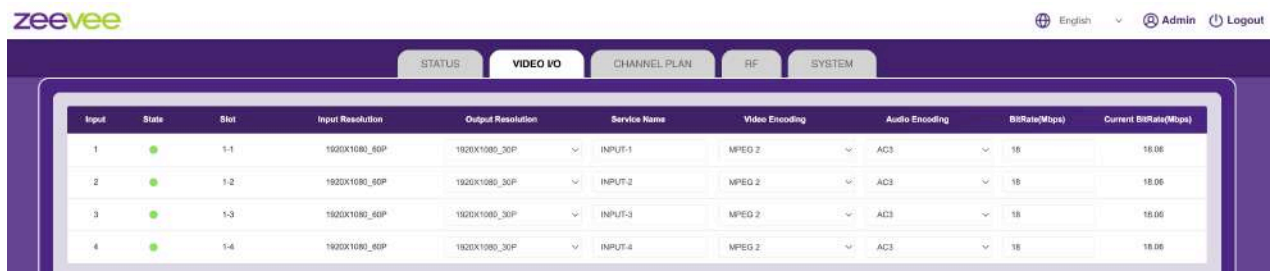 zeevee English Admin Logout
STATUS VIDEO I/O CHANNEL PLAN RF SYSTEM
Input State Slot Input Resolution Output Resolution Service Name Video Encoding Audio Encoding BitRate(Mbps) Current BitRate(Mbps)
1 1-1 1920X1080_60P 1920X1080_30P INPUT-1 MPEG 2 AC3 18 18.06
2 1-2 1920X1080_60P 1920X1080_30P INPUT-2 MPEG 2 AC3 18 18.06
3 1-3 1920X1080_60P 1920X1080_30P INPUT-3 MPEG 2 AC3 18 18.06
4 1-4 1920X1080_60P 1920X1080_30P INPUT-4 MPEG 2 AC3 18 18.06